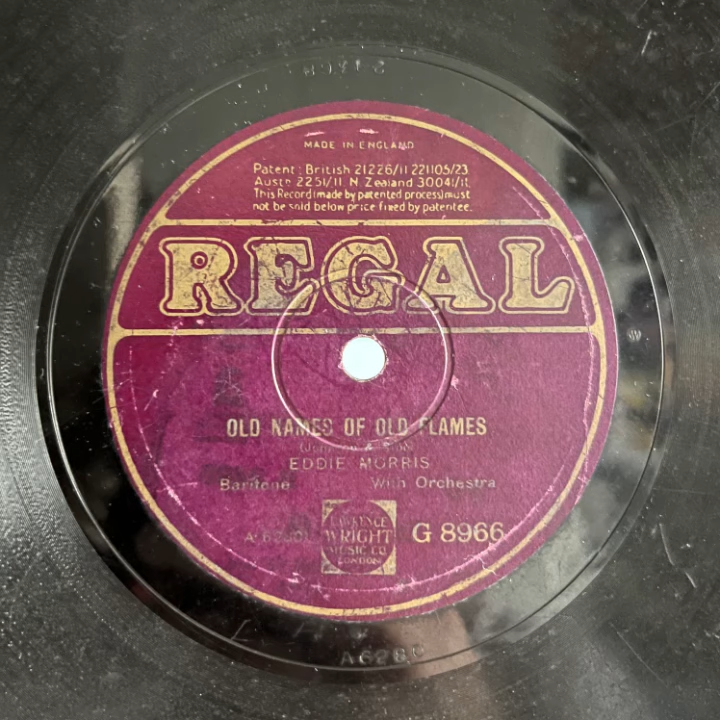 MADE IN ENGLAND
Patent: British 21226/11 221105/23
Austn 2251/11 N. Zealand 30041/11
This Record (made by patented process) must
not be sold below price fixed by patentee.
REGAL
OLD NAMES OF OLD FLAMES
EDDIE MORRIS
Baritone With Orchestra
LAWRENCE
WRIGHT
MUSIC CO.
LONDON
G 8966